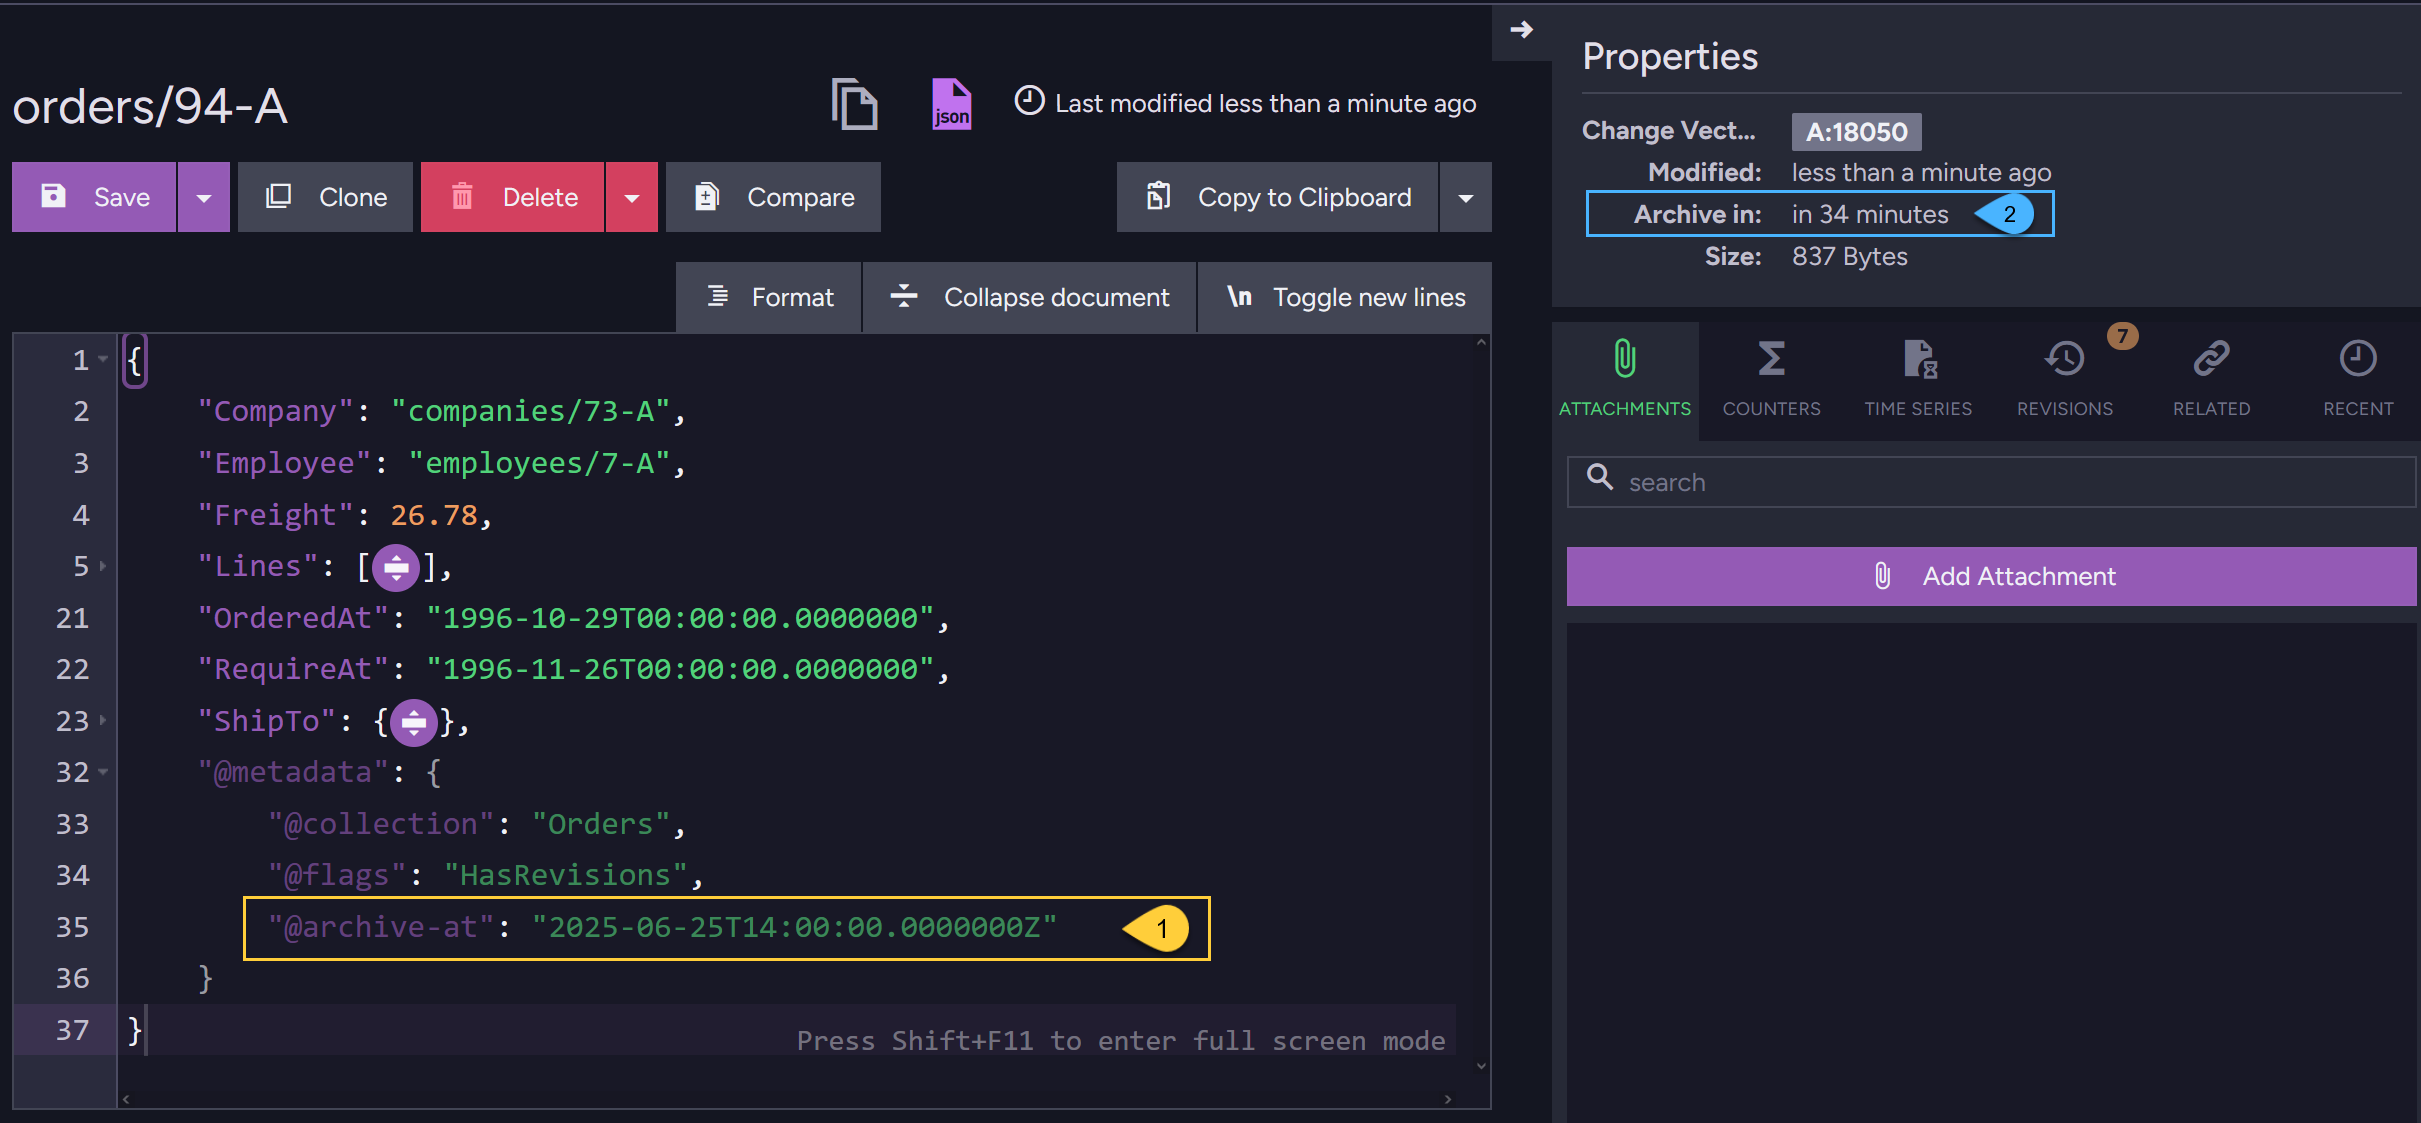 orders/94-A
json
Last modified less than a minute ago
Save
Clone
Delete
Compare
Copy to Clipboard
Format
Collapse document
\n Toggle new lines
1 {
2 "Company": "companies/73-A",
3 "Employee": "employees/7-A",
4 "Freight": 26.78,
5 "Lines": [],
21 "OrderedAt": "1996-10-29T00:00:00.0000000",
22 "RequireAt": "1996-11-26T00:00:00.0000000",
23 "ShipTo": {},
32 "@metadata": {
33 "@collection": "Orders",
34 "@flags": "HasRevisions",
35 "@archive-at": "2025-06-25T14:00:00.0000000Z" 1
36 }
37 }
Press Shift+F11 to enter full screen mode
Properties
Change Vect... A:18050
Modified: less than a minute ago
Archive in: in 34 minutes 2
Size: 837 Bytes
7
ATTACHMENTS
COUNTERS
TIME SERIES
REVISIONS
RELATED
RECENT
search
Add Attachment